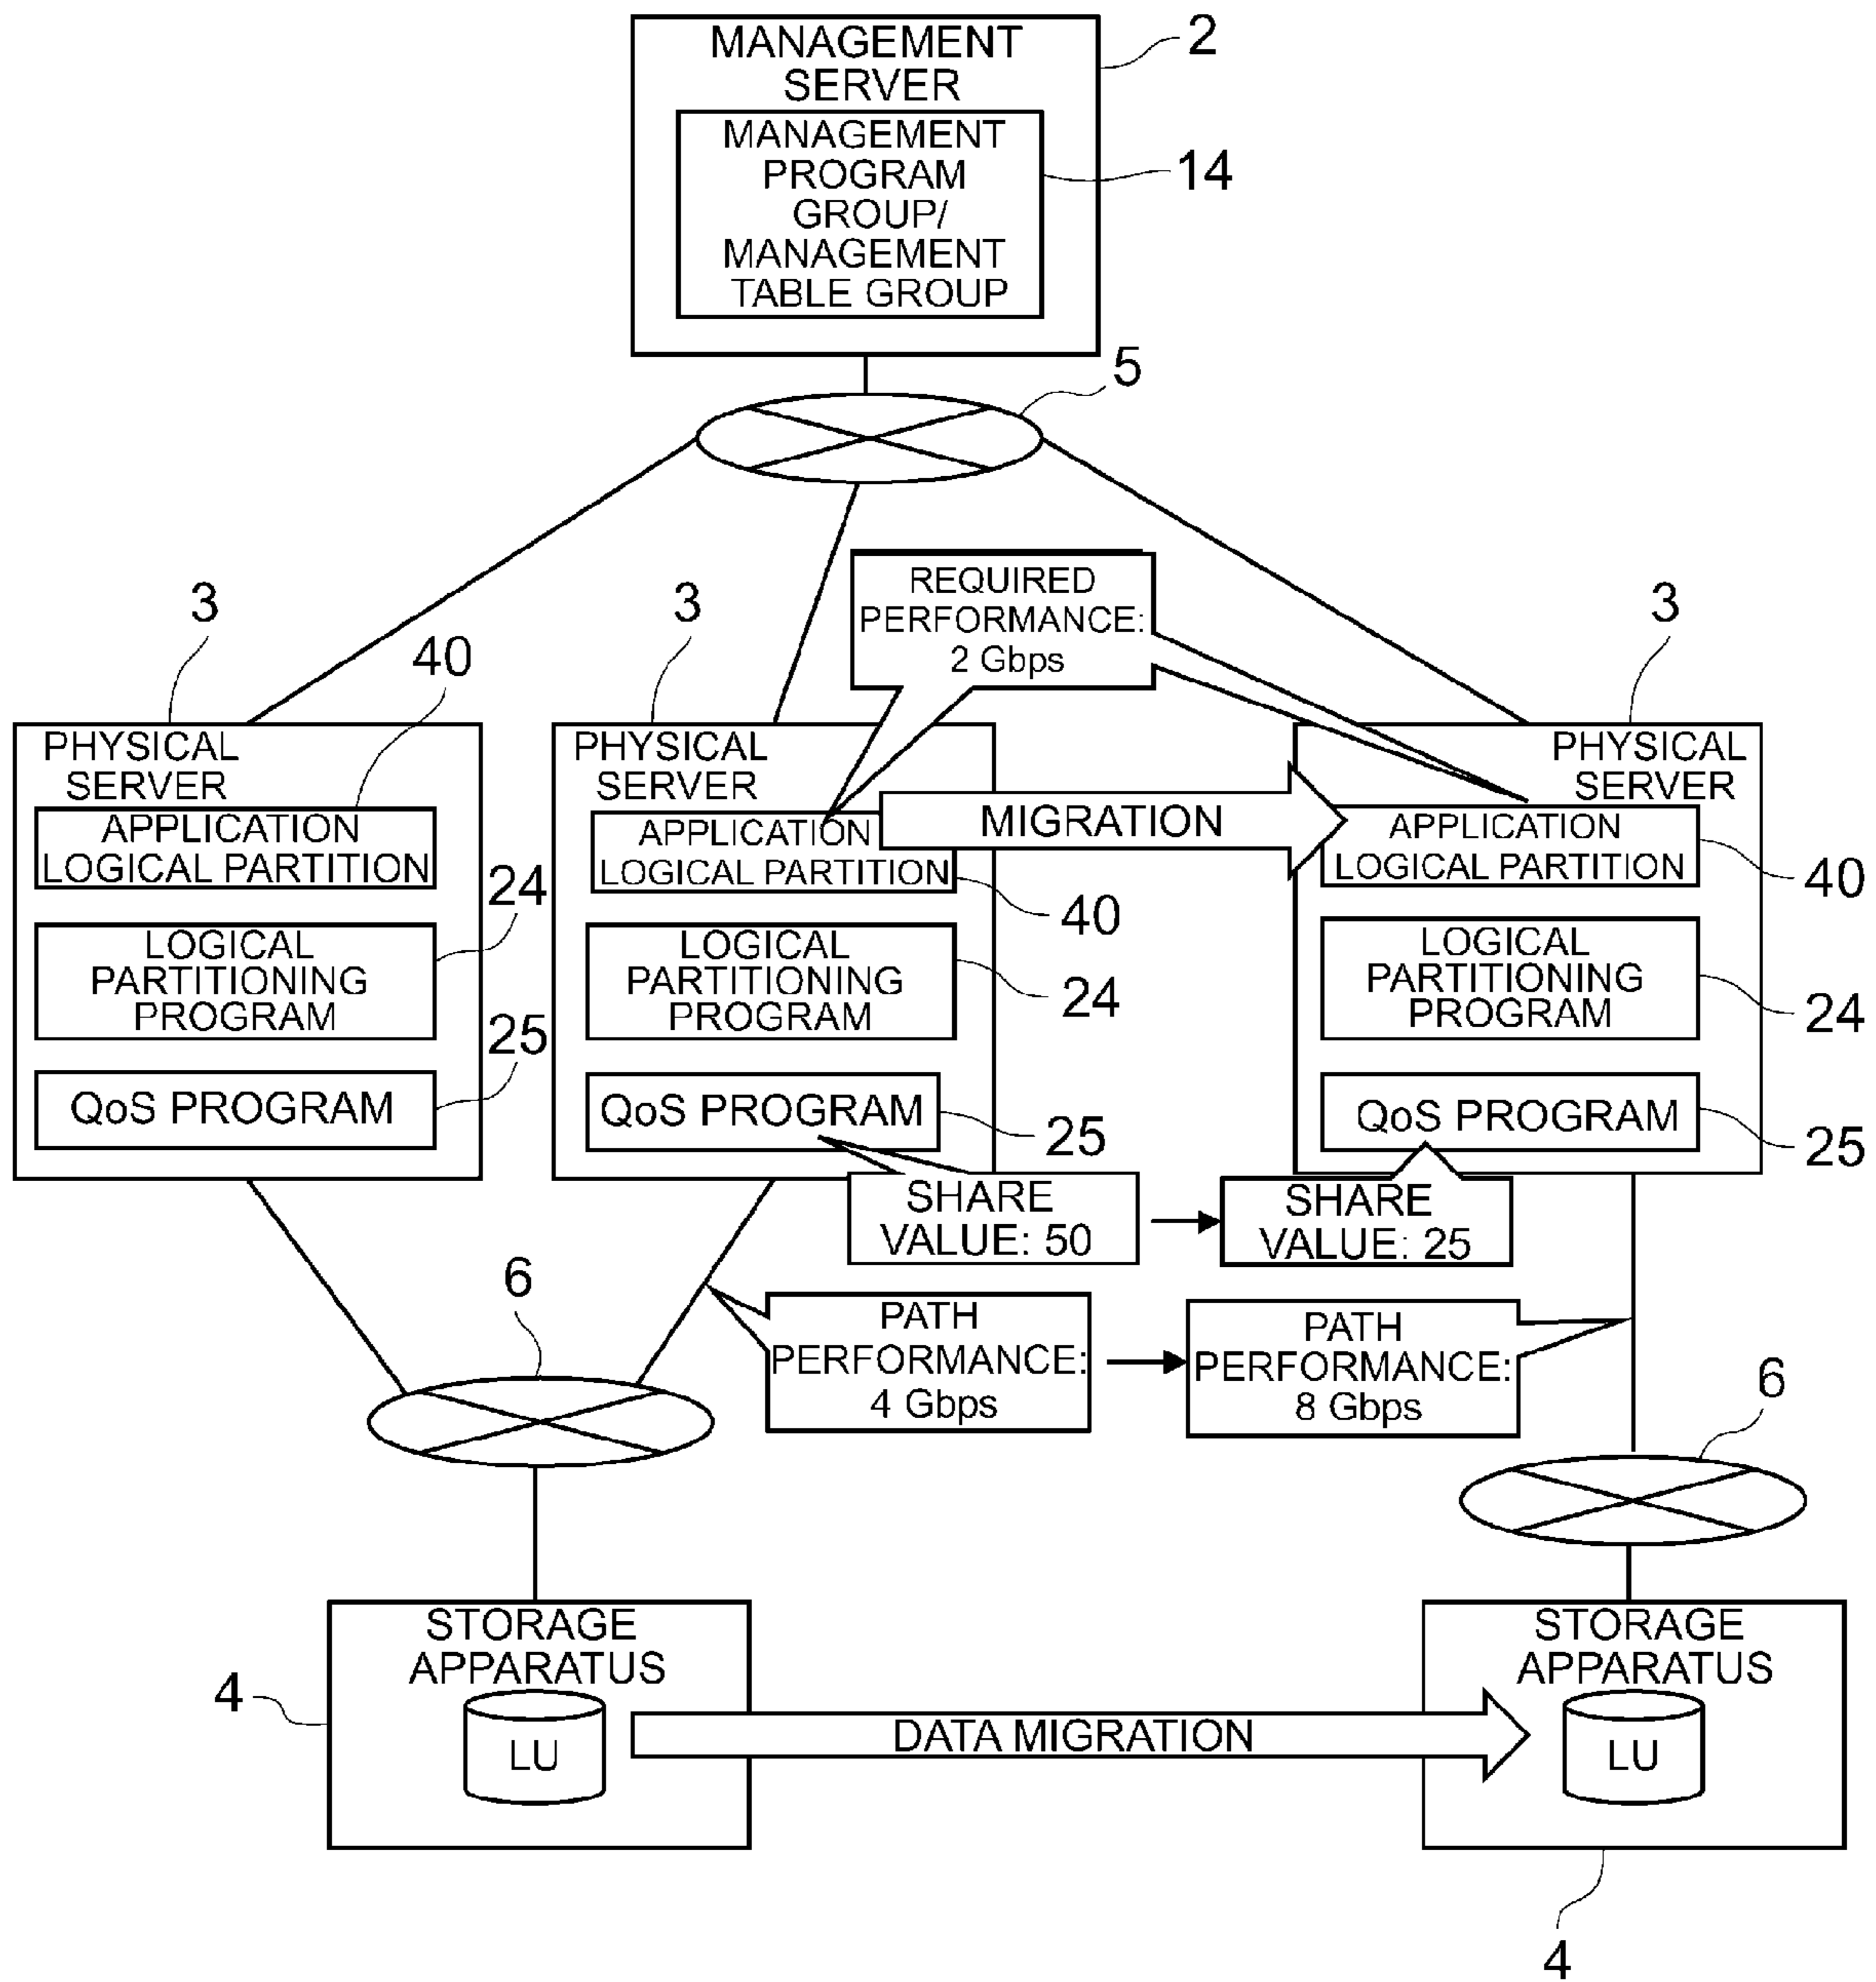 MANAGEMENT
SERVER
2
MANAGEMENT
PROGRAM
GROUP/
MANAGEMENT
TABLE GROUP
14
5
REQUIRED
PERFORMANCE:
2 Gbps
3
3
3
40
PHYSICAL
SERVER
APPLICATION
LOGICAL PARTITION
24
LOGICAL
PARTITIONING
PROGRAM
25
QoS PROGRAM
PHYSICAL
SERVER
APPLICATION
LOGICAL PARTITION
40
LOGICAL
PARTITIONING
PROGRAM
24
QoS PROGRAM
25
MIGRATION
PHYSICAL
SERVER
APPLICATION
LOGICAL PARTITION
40
LOGICAL
PARTITIONING
PROGRAM
24
QoS PROGRAM
25
SHARE
VALUE: 50
SHARE
VALUE: 25
6
PATH
PERFORMANCE:
4 Gbps
PATH
PERFORMANCE:
8 Gbps
6
STORAGE
APPARATUS
4
LU
DATA MIGRATION
STORAGE
APPARATUS
LU
4